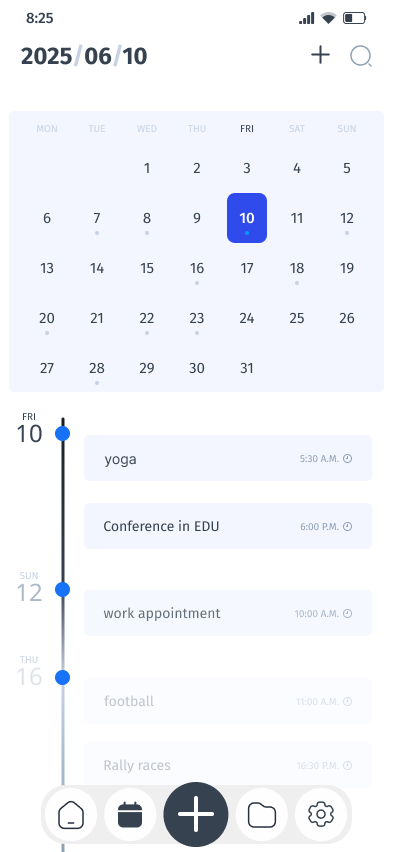 8:25
2025/06/10
MON TUE WED THU FRI SAT SUN
1 2 3 4 5
6 7 8 9 10 11 12
13 14 15 16 17 18 19
20 21 22 23 24 25 26
27 28 29 30 31
FRI
10
yoga 5:30 A.M.
Conference in EDU 6:00 P.M.
SUN
12
work appointment 10:00 A.M.
THU
16
football 11:00 A.M.
Rally races 16:30 P.M.